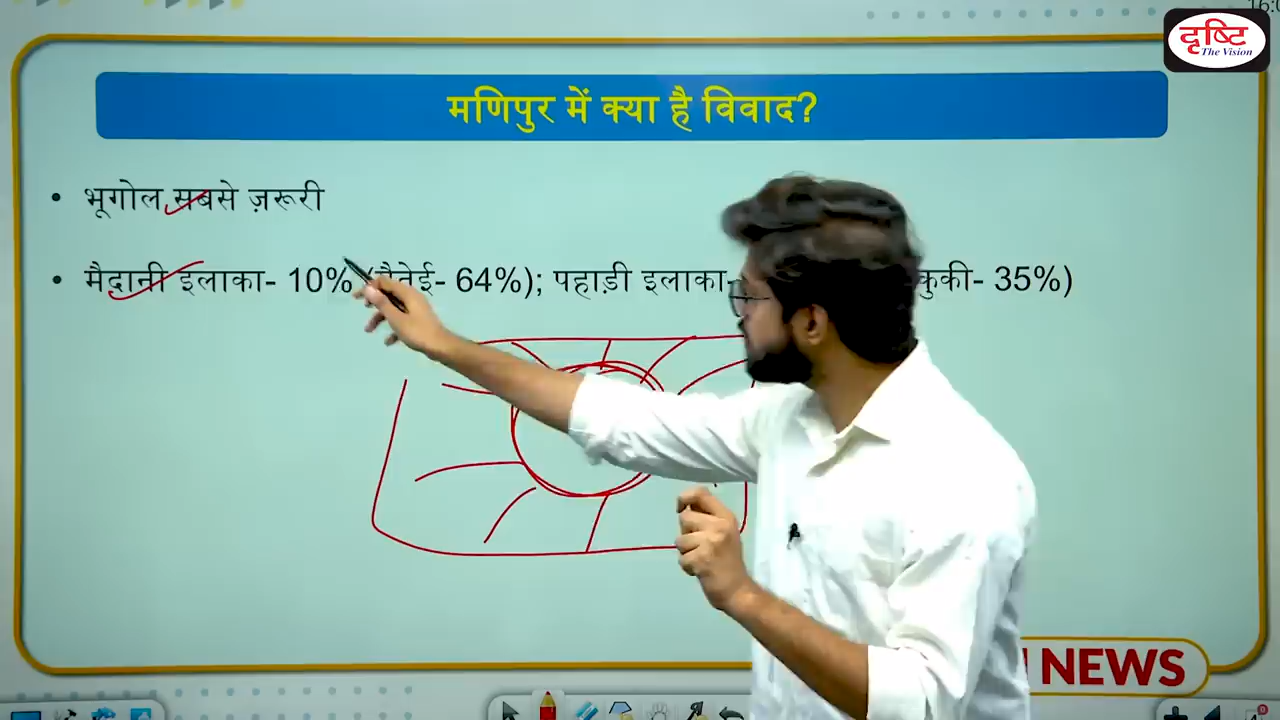 दृष्टि
The Vision
मणिपुर में क्या है विवाद?
• भूगोल सबसे ज़रूरी
• मैदानी इलाका- 10% (मैतेई- 64%); पहाड़ी इलाका- कुकी- 35%)
NEWS